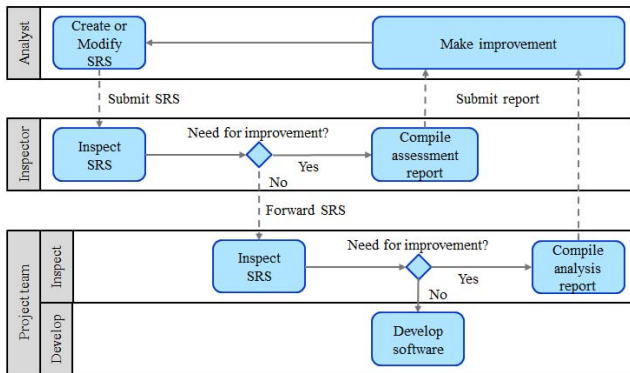 Analyst
Create or
Modify
SRS
Make improvement
Submit SRS
Submit report
Inspector
Inspect
SRS
Need for improvement?
Yes
No
Compile
assessment
report
Forward SRS
Project team
Inspect
Inspect
SRS
Need for improvement?
Yes
No
Compile
analysis
report
Develop
Develop
software